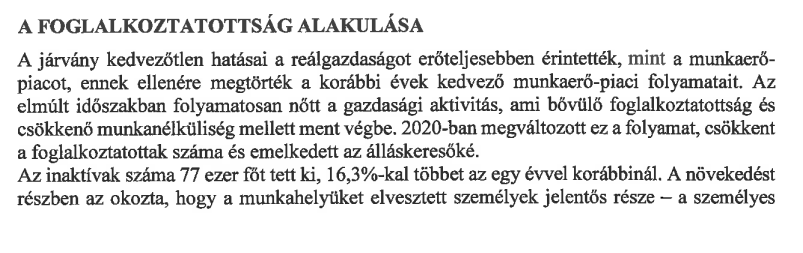 A FOGLALKOZTATOTTSÁG ALAKULÁSA
A járvány kedvezőtlen hatásai a reálgazdaságot erőteljesebben érintették, mint a munkaerő-
piacot, ennek ellenére megtörték a korábbi évek kedvező munkaerő-piaci folyamatait. Az
elmúlt időszakban folyamatosan nőtt a gazdasági aktivitás, ami bővülő foglalkoztatottság és
csökkenő munkanélküliség mellett ment végbe. 2020-ban megváltozott ez a folyamat, csökkent
a foglalkoztatottak száma és emelkedett az álláskeresőké.
Az inaktívak száma 77 ezer főt tett ki, 16,3%-kal többet az egy évvel korábbinál. A növekedést
részben az okozta, hogy a munkahelyüket elvesztett személyek jelentős része – a személyes